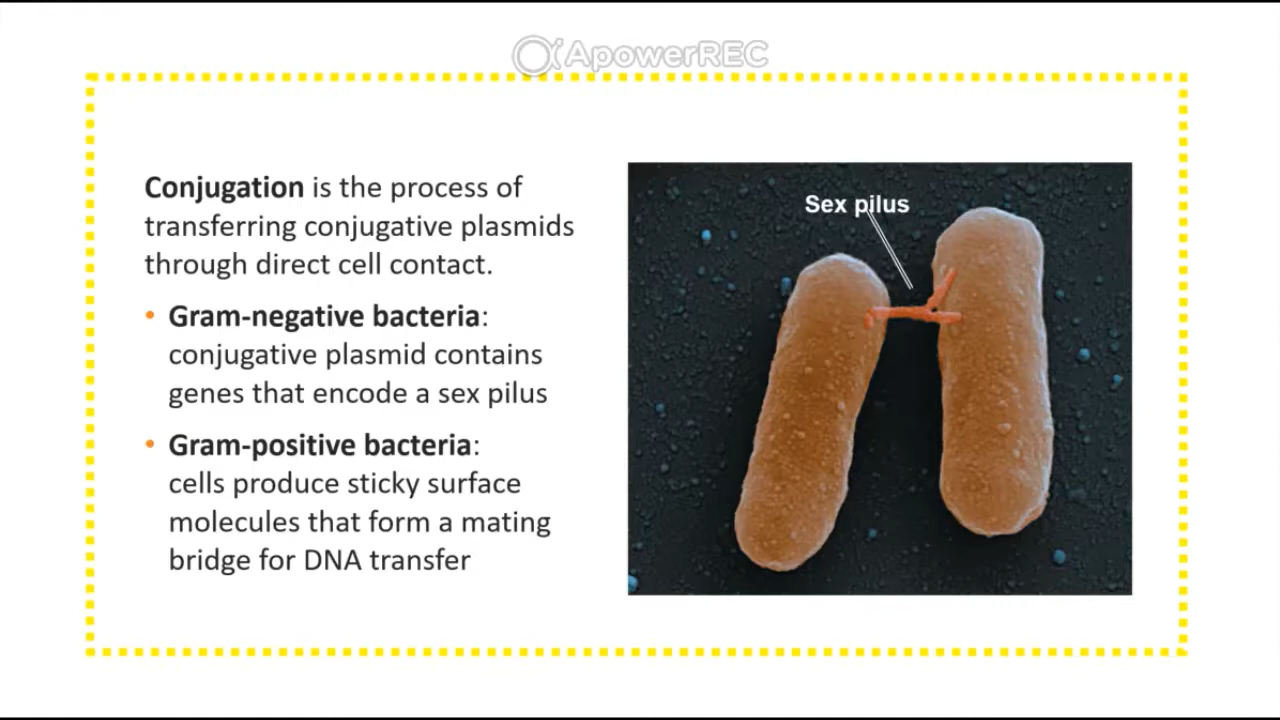 ApowerREC
Conjugation is the process of
transferring conjugative plasmids
through direct cell contact.
• Gram-negative bacteria:
conjugative plasmid contains
genes that encode a sex pilus
• Gram-positive bacteria:
cells produce sticky surface
molecules that form a mating
bridge for DNA transfer
Sex pilus